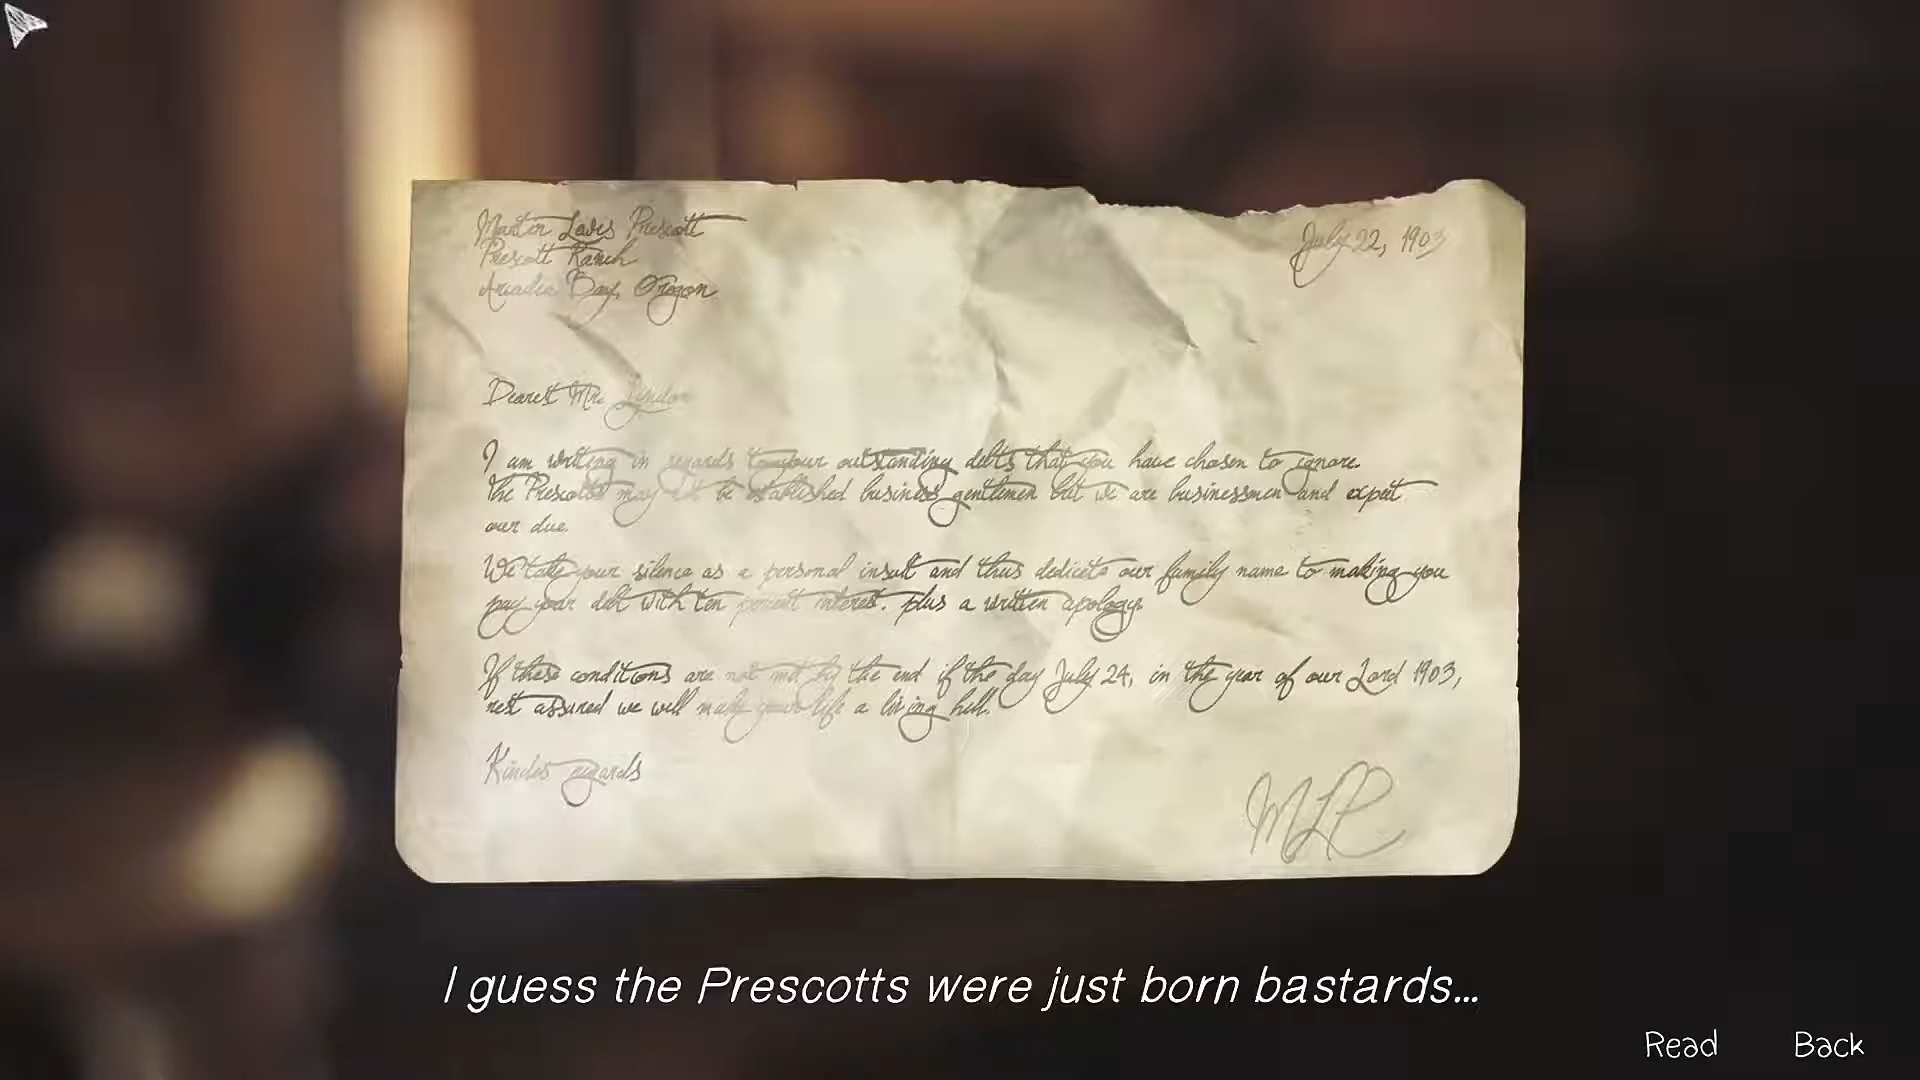 Prescott
July 22, 1903
Prescott Ranch
Arcadia Bay, Oregon
Dearest Mr. Lyndon
I am writing in regards to your outstanding debts that you have chosen to ignore.
The Prescotts may not be established business gentlemen but we are businessmen and expect
our due.
We take your silence as a personal insult and thus dedicate our family name to making you
pay your debt with ten percent interest. plus a written apology.
If these conditions are not met by the end if the day July 24, in the year of our Lord 1903,
rest assured we will make your life a living hell.
regards
MLP
I guess the Prescotts were just born bastards...
Read Back